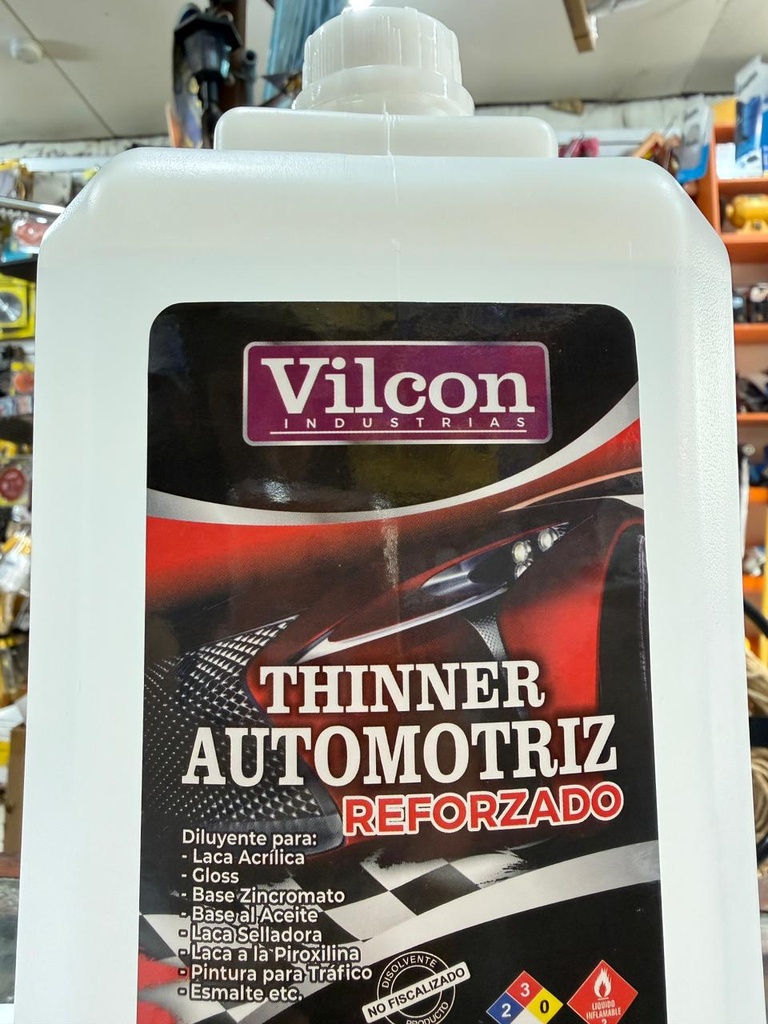 Vilcon
INDUSTRIAS
THINNER
AUTOMOTRIZ
REFORZADO
Diluyente para:
- Laca Acrílica
- Gloss
- Base Zincromato
- Base al Aceite
- Laca Selladora
- Laca a la Piroxilina
- Pintura para Tráfico
- Esmalte etc.
DISOLVENTE
NO FISCALIZADO
PRODUCTO
3
2 0
LIQUIDO
INFLAMABLE
3